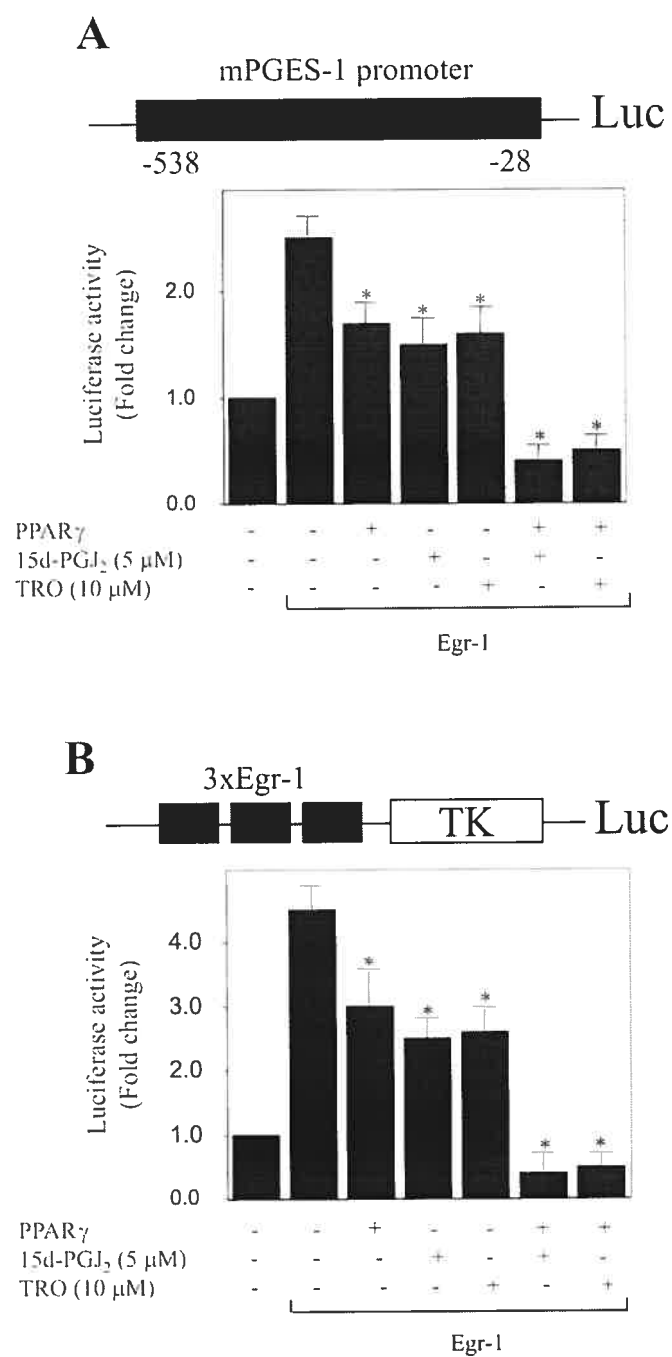 A
mPGES-1 promoter
Luc
-538 -28
Luciferase activity
(Fold change)
2.0
1.0
0.0
PPARγ - - + - - + +
15d-PGJ₂ (5 μM) - - - + - + -
TRO (10 μM) - - - - + - +
* * * * *
Egr-1
B
3xEgr-1
TK Luc
Luciferase activity
(Fold change)
4.0
3.0
2.0
1.0
0.0
* * * * *
PPARγ - - + - - + +
15d-PGJ₂ (5 μM) - - - + - + -
TRO (10 μM) - - - - + - +
Egr-1